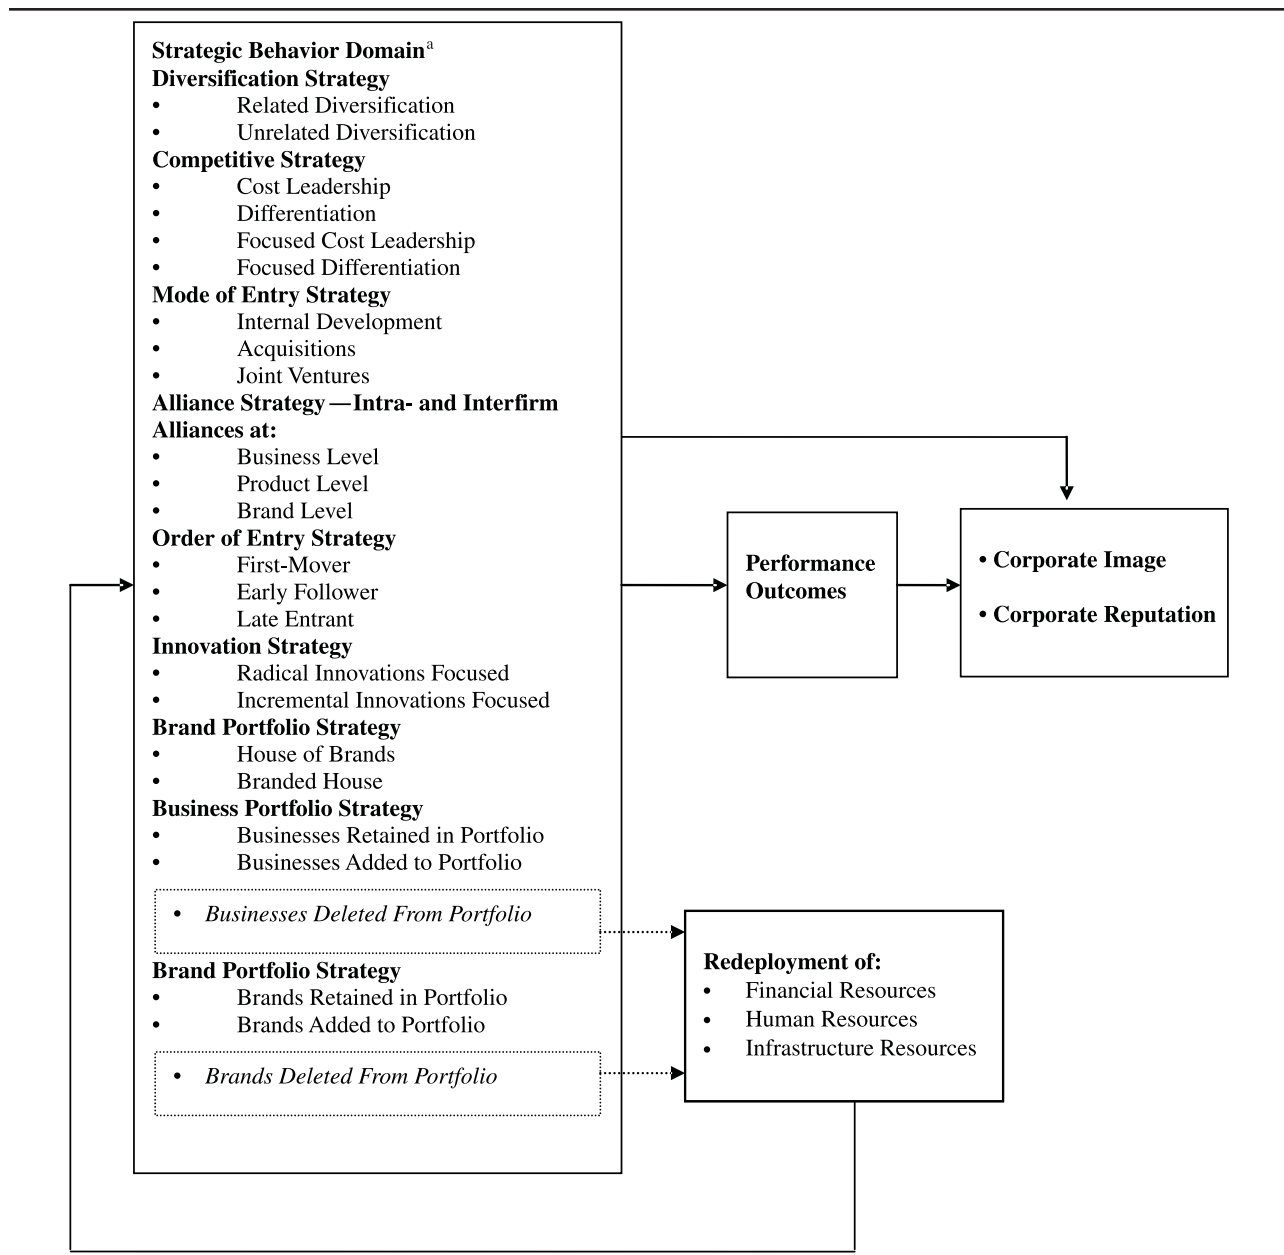 Strategic Behavior Domain^a
Diversification Strategy
• Related Diversification
• Unrelated Diversification
Competitive Strategy
• Cost Leadership
• Differentiation
• Focused Cost Leadership
• Focused Differentiation
Mode of Entry Strategy
• Internal Development
• Acquisitions
• Joint Ventures
Alliance Strategy—Intra- and Interfirm
Alliances at:
• Business Level
• Product Level
• Brand Level
Order of Entry Strategy
• First-Mover
• Early Follower
• Late Entrant
Innovation Strategy
• Radical Innovations Focused
• Incremental Innovations Focused
Brand Portfolio Strategy
• House of Brands
• Branded House
Business Portfolio Strategy
• Businesses Retained in Portfolio
• Businesses Added to Portfolio
• Businesses Deleted From Portfolio
Brand Portfolio Strategy
• Brands Retained in Portfolio
• Brands Added to Portfolio
• Brands Deleted From Portfolio
Performance
Outcomes
• Corporate Image
• Corporate Reputation
Redeployment of:
• Financial Resources
• Human Resources
• Infrastructure Resources